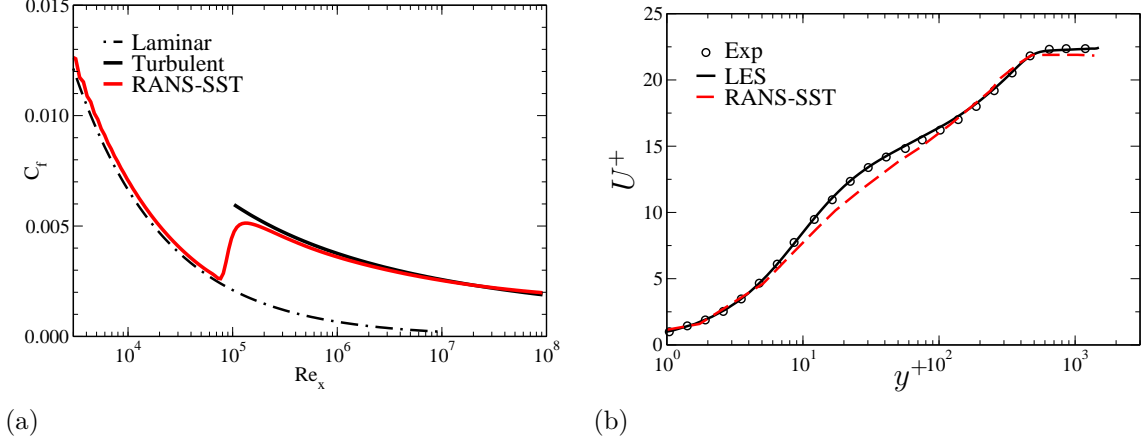 0.015
Laminar
Turbulent
RANS-SST
0.010
C_f
0.005
0.000
10^4
10^5
10^6
10^7
10^8
Re_x
(a)
25
Exp
LES
RANS-SST
20
15
U^+
10
5
0
10^0
10^1
10^2
10^3
y^+
(b)